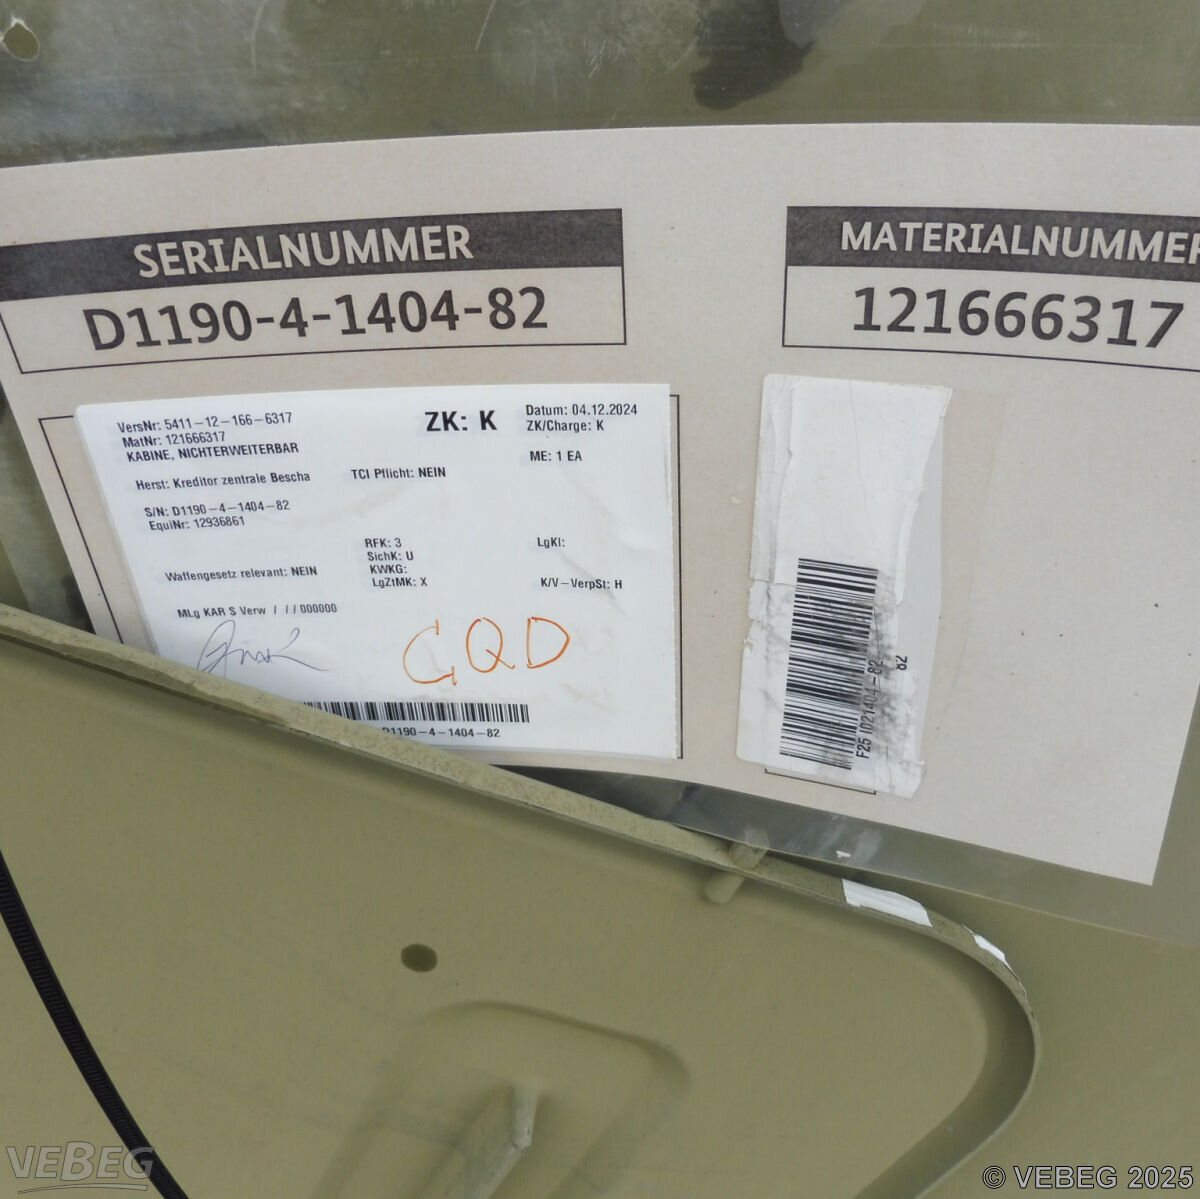 SERIALNUMMER
D1190-4-1404-82
MATERIALNUMMER
121666317
VersNr: 5411-12-166-6317
MatNr: 121666317
KABINE, NICHTERWEITERBAR
ZK: K
Datum: 04.12.2024
ZK/Charge: K
ME: 1 EA
Herst: Kreditor zentrale Bescha
TCI Pflicht: NEIN
S/N: D1190-4-1404-82
EquiNr: 12936861
RFK: 3
SichK: U
KWKG:
LgZtMK: X
LgKl:
K/V-VerpSt: H
Waffengesetz relevant: NEIN
MLg KAR S Verw / / / 000000
GQD
D1190-4-1404-82
F251021404-82
82
VEBEG
© VEBEG 2025